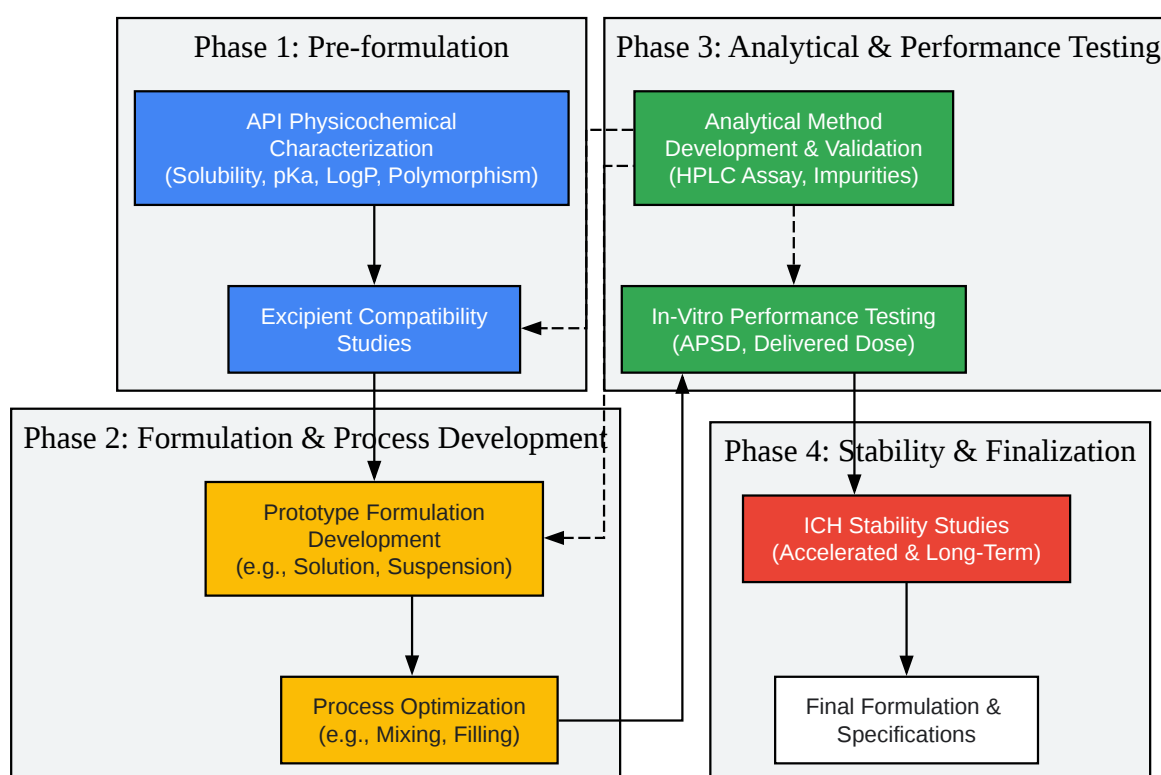 Phase 1: Pre-formulation
API Physicochemical
Characterization
(Solubility, pKa, LogP, Polymorphism)
Excipient Compatibility
Studies
Phase 3: Analytical & Performance Testing
Analytical Method
Development & Validation
(HPLC Assay, Impurities)
In-Vitro Performance Testing
(APSD, Delivered Dose)
Phase 2: Formulation & Process Development
Prototype Formulation
Development
(e.g., Solution, Suspension)
Process Optimization
(e.g., Mixing, Filling)
Phase 4: Stability & Finalization
ICH Stability Studies
(Accelerated & Long-Term)
Final Formulation &
Specifications